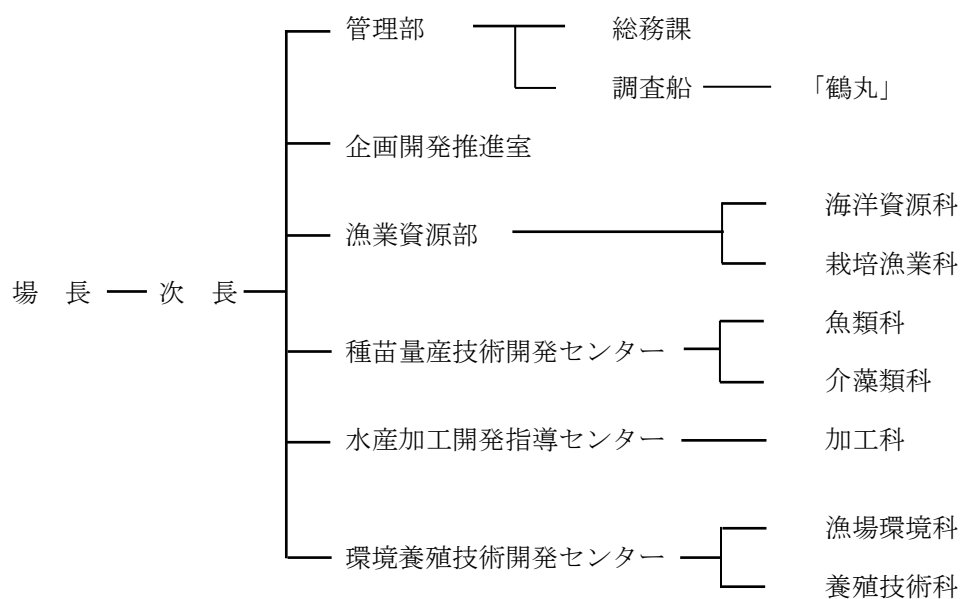 管理部
総務課
調査船
「鶴丸」
企画開発推進室
漁業資源部
海洋資源科
栽培漁業科
場 長
次 長
種苗量産技術開発センター
魚類科
介藻類科
水産加工開発指導センター
加工科
環境養殖技術開発センター
漁場環境科
養殖技術科